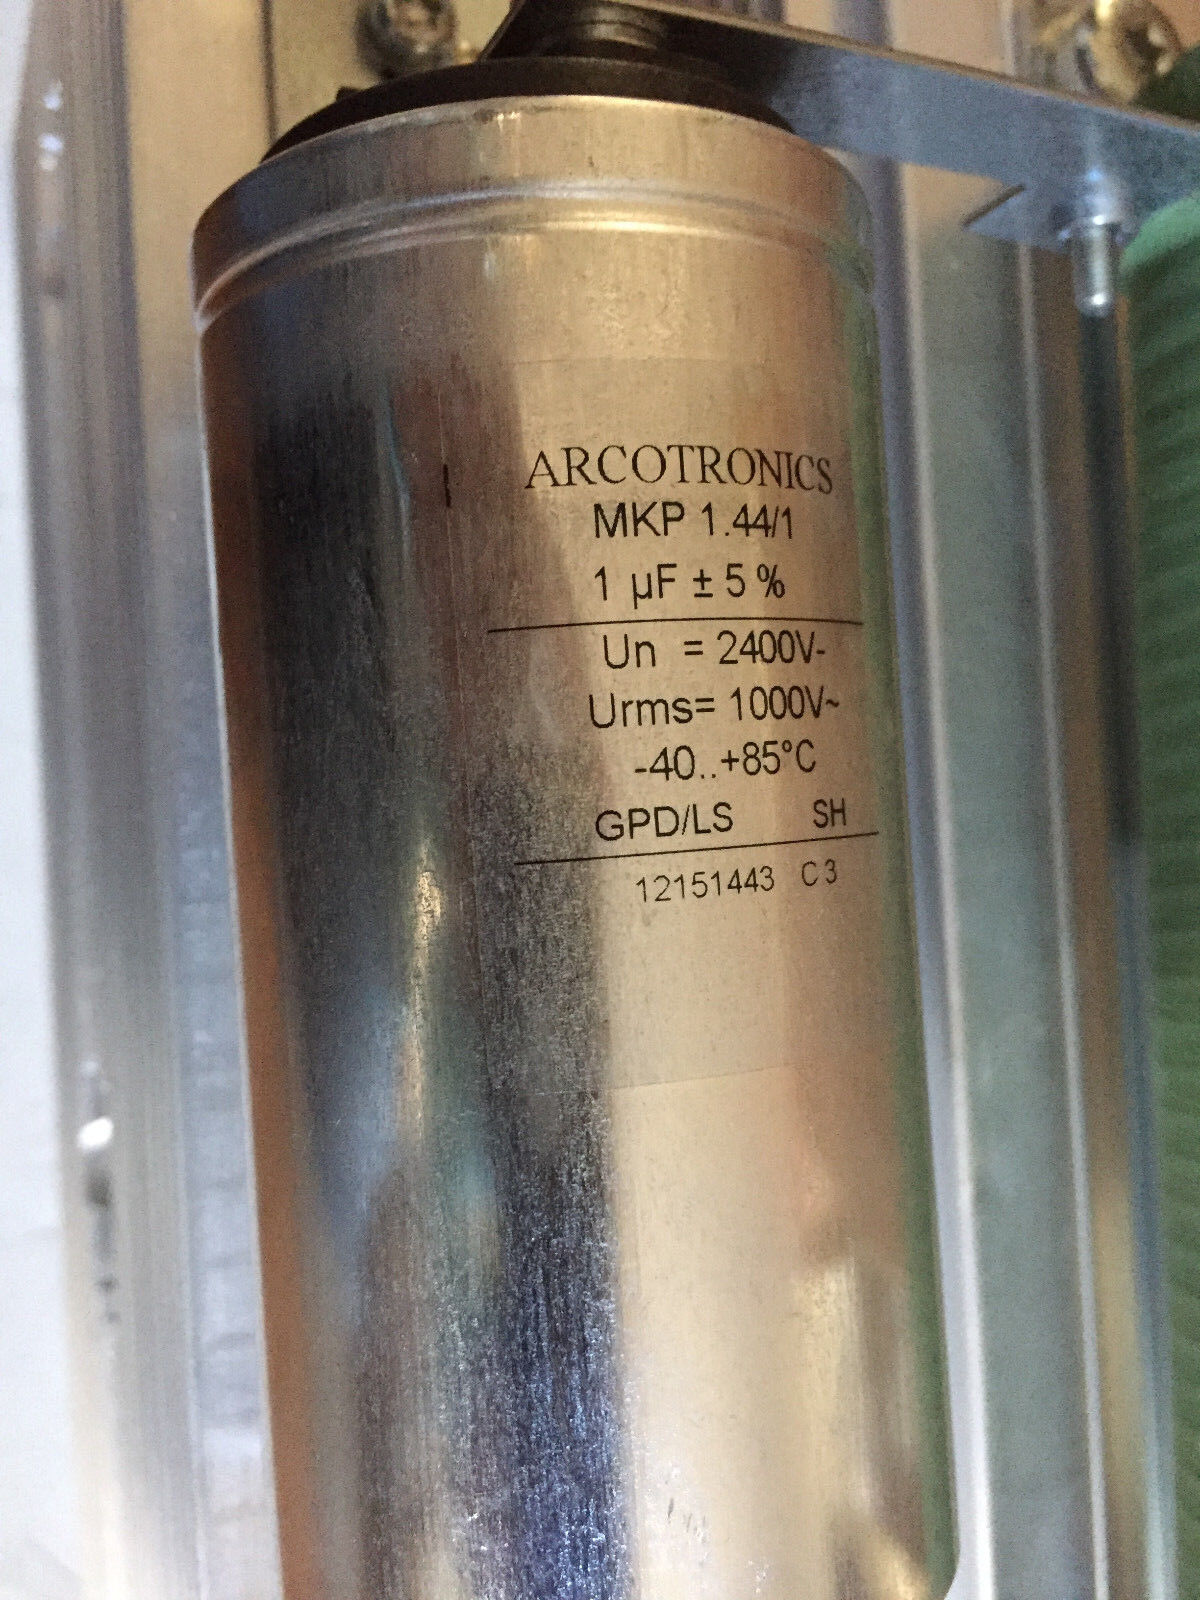 ARCOTRONICS
MKP 1.44/1
1 µF ± 5 %
Un = 2400V-
Urms= 1000V~
-40..+85°C
GPD/LS SH
12151443 C3